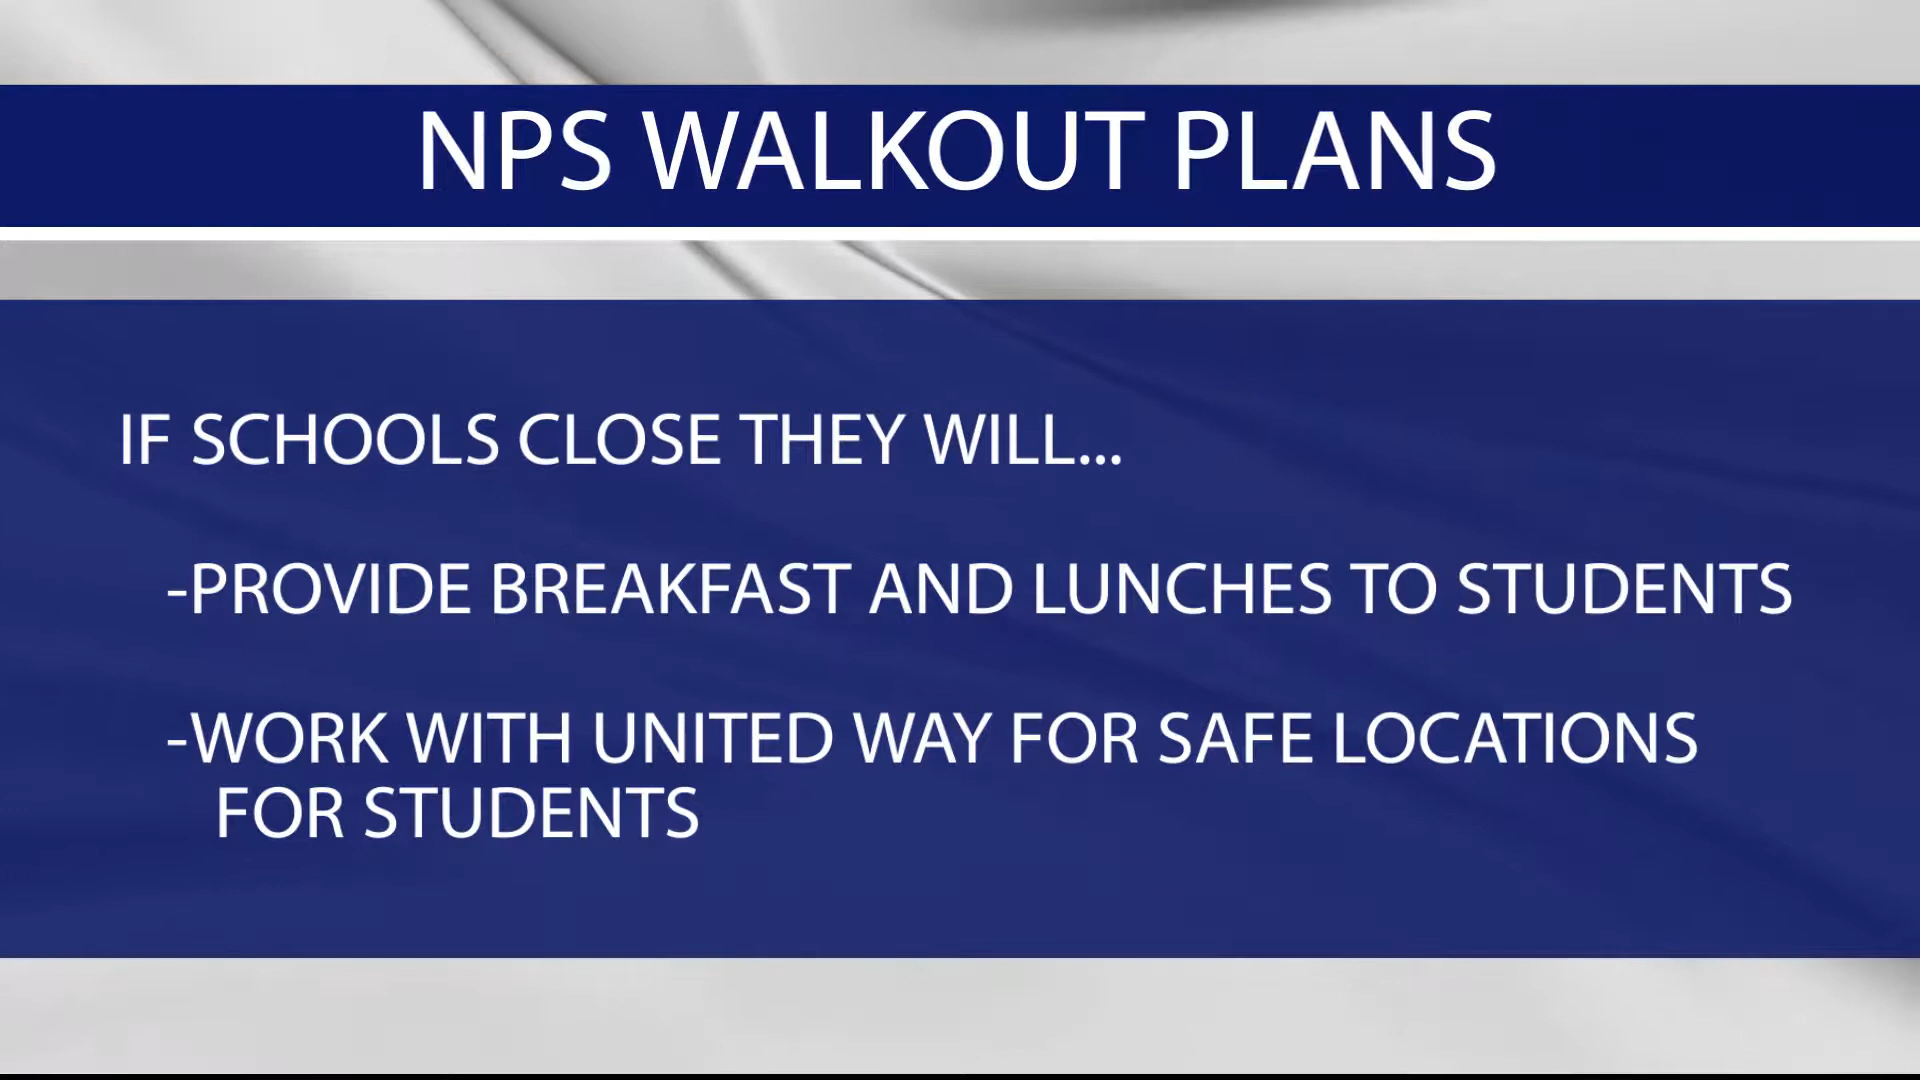 NPS WALKOUT PLANS
IF SCHOOLS CLOSE THEY WILL...
-PROVIDE BREAKFAST AND LUNCHES TO STUDENTS
-WORK WITH UNITED WAY FOR SAFE LOCATIONS
FOR STUDENTS